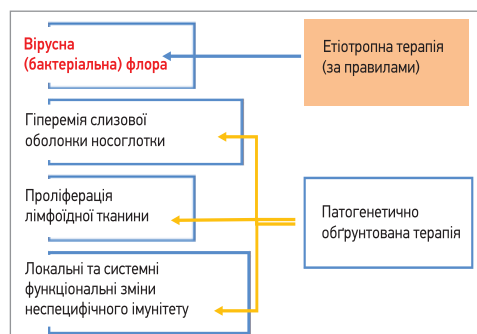 Вірусна
(бактеріальна) флора
Етіотропна терапія
(за правилами)
Гіперемія слизової
оболонки носоглотки
Проліферація
лімфоїдної тканини
Патогенетично
обґрунтована терапія
Локальні та системні
функціональні зміни
неспецифічного імунітету